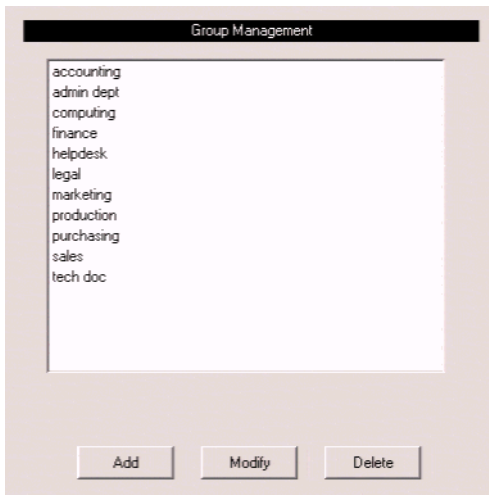 Group Management
accounting
admin dept
computing
finance
helpdesk
legal
marketing
production
purchasing
sales
tech doc
Add Modify Delete